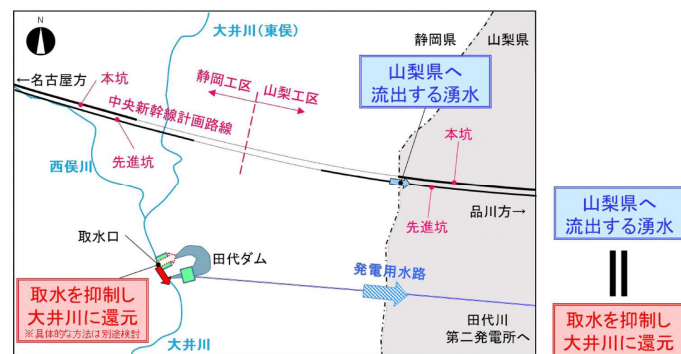 N
大井川(東俣)
静岡県
山梨県
←名古屋方
本坑
静岡工区
山梨工区
山梨県へ
流出する湧水
中央新幹線計画路線
先進坑
本坑
西俣川
先進坑
品川方→
取水口
田代ダム
発電用水路
取水を抑制し
大井川に還元
※具体的な方法は別途検討
大井川
田代川
第二発電所へ
山梨県へ
流出する湧水
取水を抑制し
大井川に還元